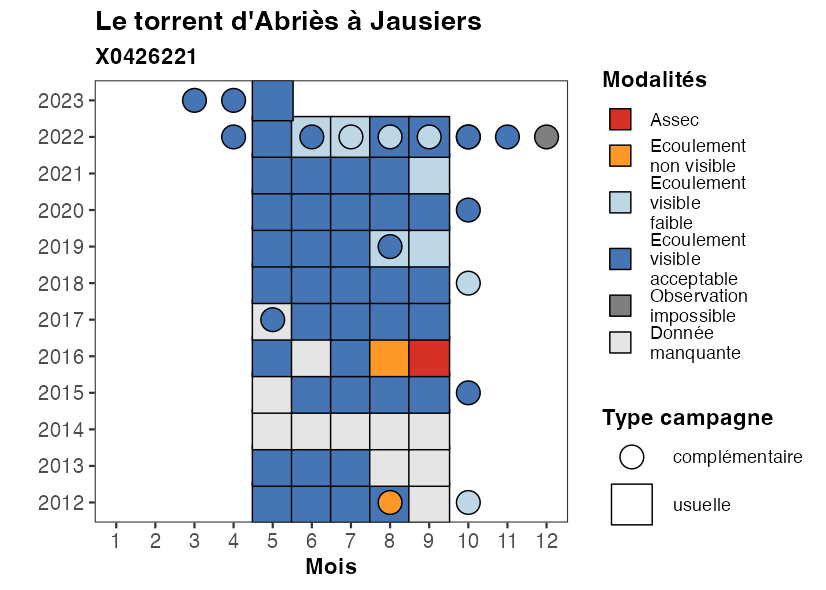 Le torrent d'Abriès à Jausiers
X0426221
2023
2022
2021
2020
2019
2018
2017
2016
2015
2014
2013
2012
1 2 3 4 5 6 7 8 9 10 11 12
Mois
Modalités
Assec
Ecoulement
non visible
Ecoulement
visible
faible
Ecoulement
visible
acceptable
Observation
impossible
Donnée
manquante
Type campagne
complémentaire
usuelle